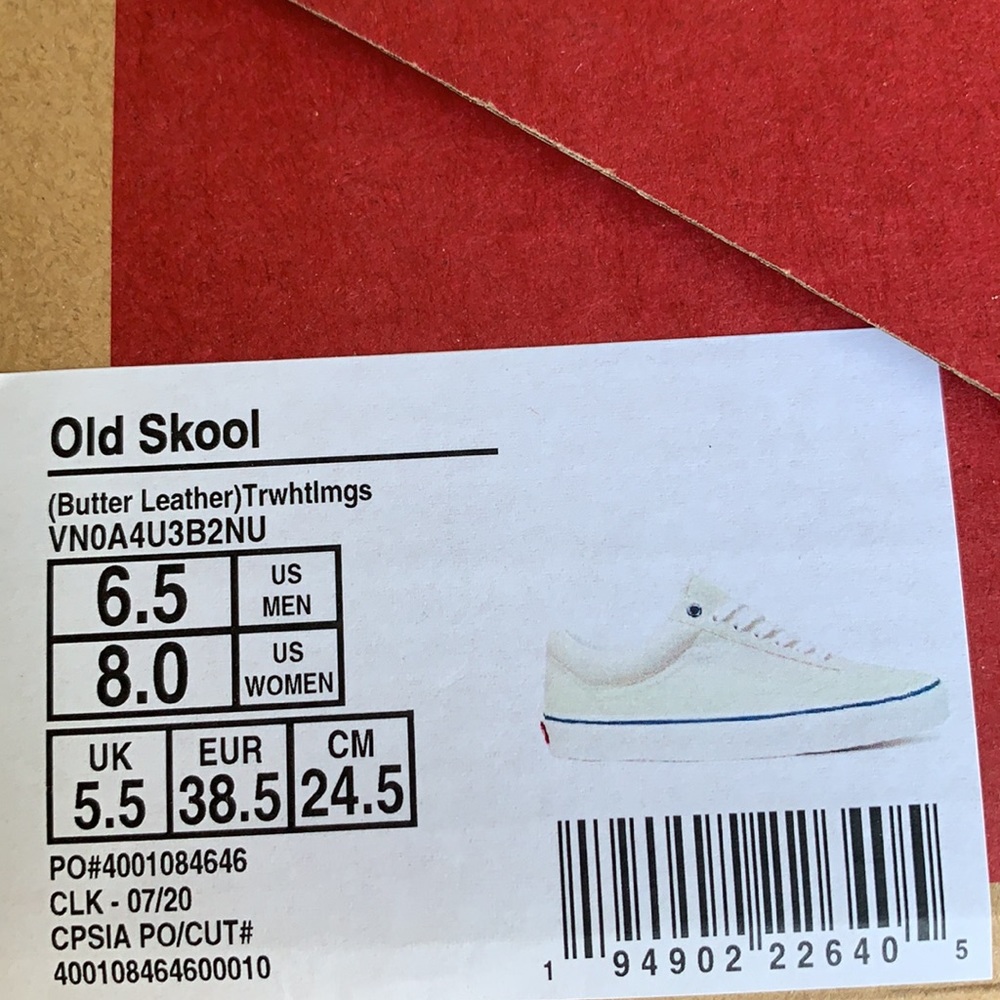 Old Skool
(Butter Leather)Trwhtlmgs
VN0A4U3B2NU
6.5 US MEN
8.0 US WOMEN
UK EUR CM
5.5 38.5 24.5
PO#4001084646
CLK - 07/20
CPSIA PO/CUT#
400108464600010
1 94902 22640 5